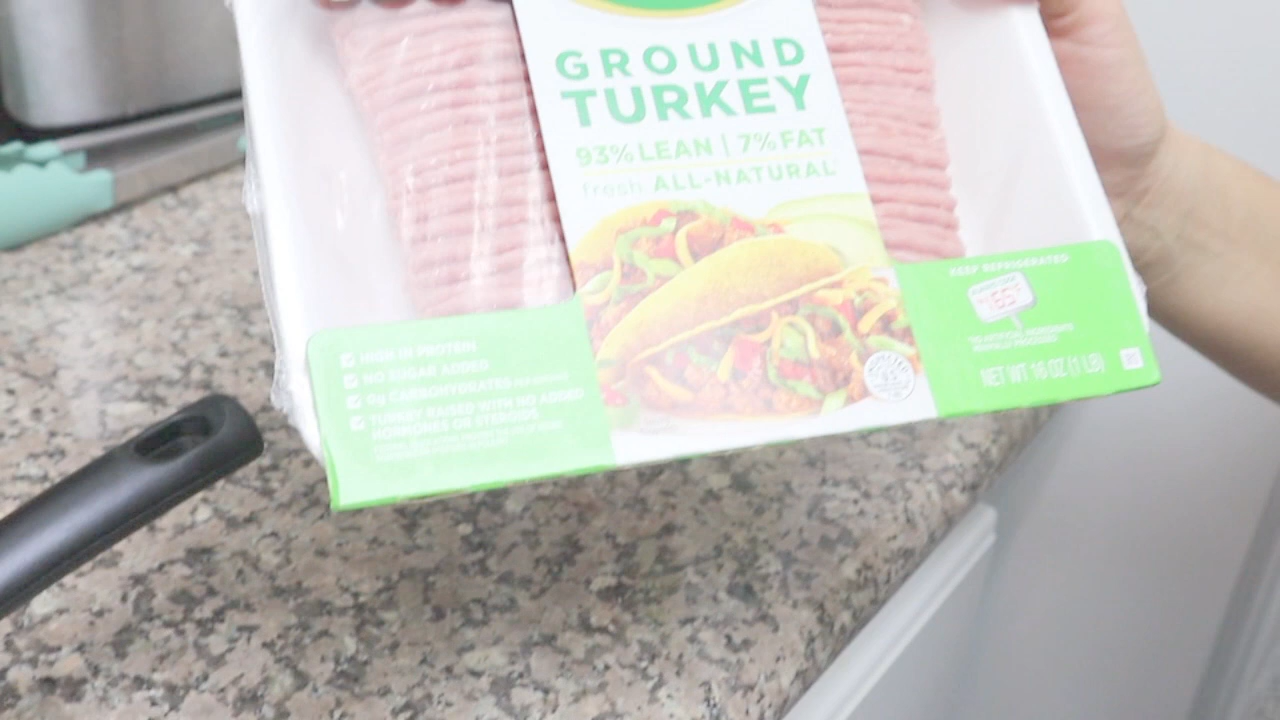 GROUND
TURKEY
93% LEAN | 7% FAT
fresh ALL-NATURAL
HIGH IN PROTEIN
NO SUGAR ADDED
0g CARBOHYDRATES
TURKEY RAISED WITH NO ADDED
HORMONES OR STEROIDS
KEEP REFRIGERATED
165°
NET WT 16 OZ (1 LB)